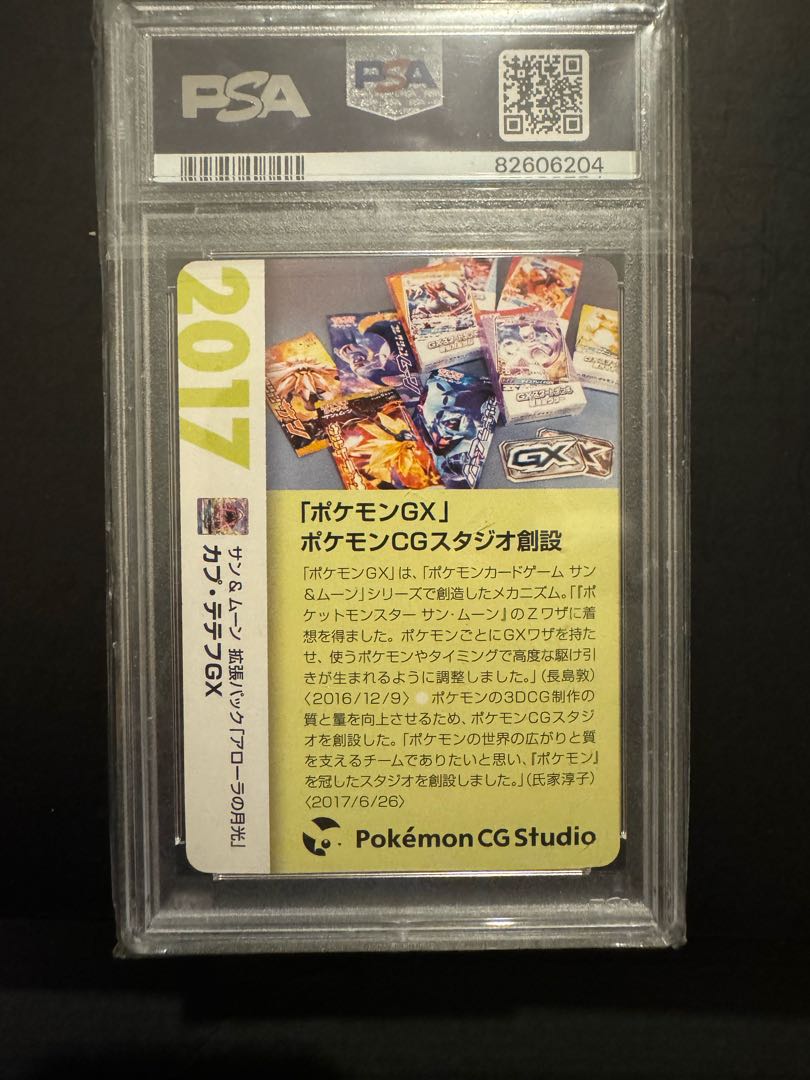 PSA
PSA
82606204
2017
サン & ムーン 拡張パック「アローラの月光」
カプ・テテフGX
GX
「ポケモンGX」
ポケモンCGスタジオ創設
「ポケモンGX」は、「ポケモンカードゲーム サン
&ムーン」シリーズで創造したメカニズム。「『ポ
ケットモンスター サン・ムーン』のZワザに着
想を得ました。ポケモンごとにGXワザを持た
せ、使うポケモンやタイミングで高度な駆け引
きが生まれるように調整しました。」(長島敦)
〈2016/12/9〉 ● ポケモンの3DCG制作の
質と量を向上させるため、ポケモンCGスタジ
オを創設した。「ポケモンの世界の広がりと質
を支えるチームでありたいと思い、『ポケモン』
を冠したスタジオを創設しました。」(氏家淳子)
〈2017/6/26〉
Pokémon CG Studio